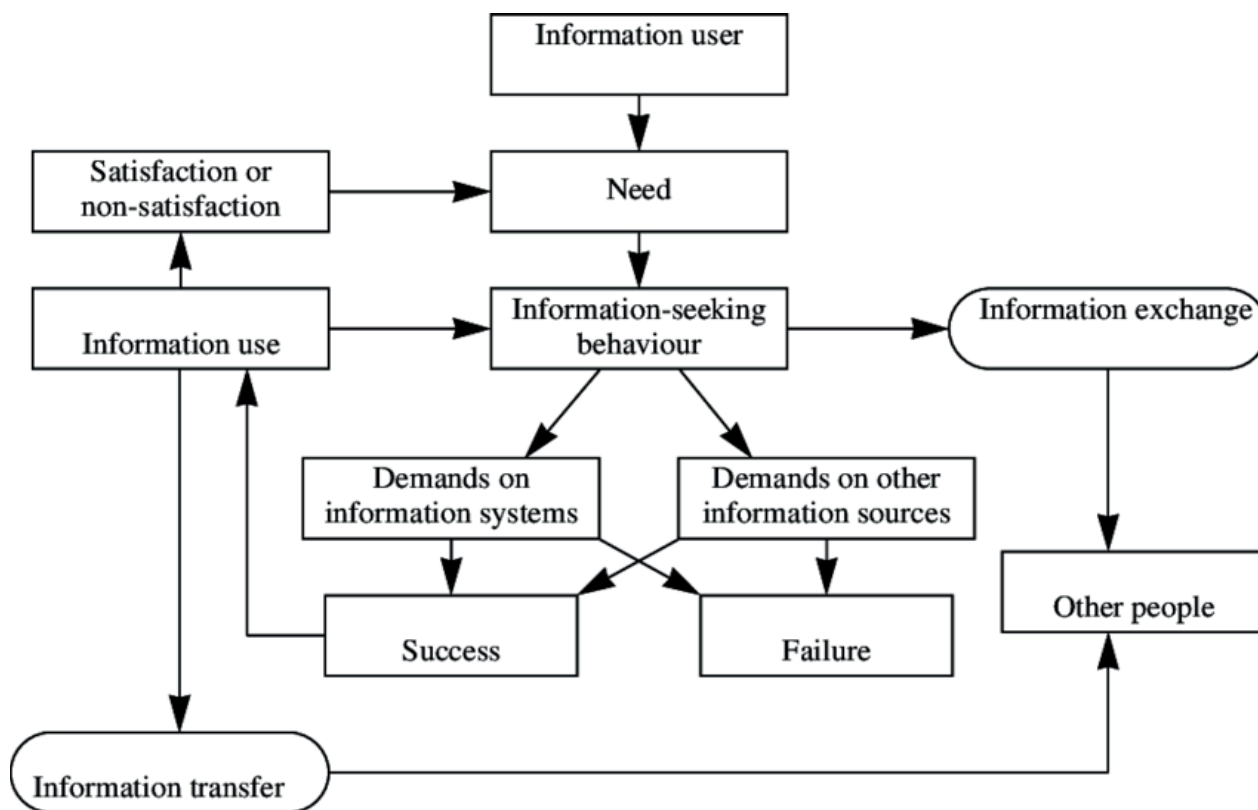 Information user
Satisfaction or
non-satisfaction
Need
Information use
Information-seeking
behaviour
Information exchange
Demands on
information systems
Demands on other
information sources
Other people
Success
Failure
Information transfer